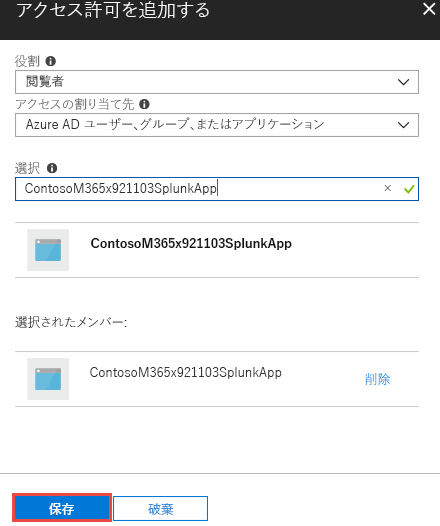 アクセス許可を追加する
役割
閲覧者
アクセスの割り当て先
Azure AD ユーザー、グループ、またはアプリケーション
選択
ContosoM365x921103SplunkApp
ContosoM365x921103SplunkApp
選択されたメンバー:
ContosoM365x921103SplunkApp
削除
保存
破棄